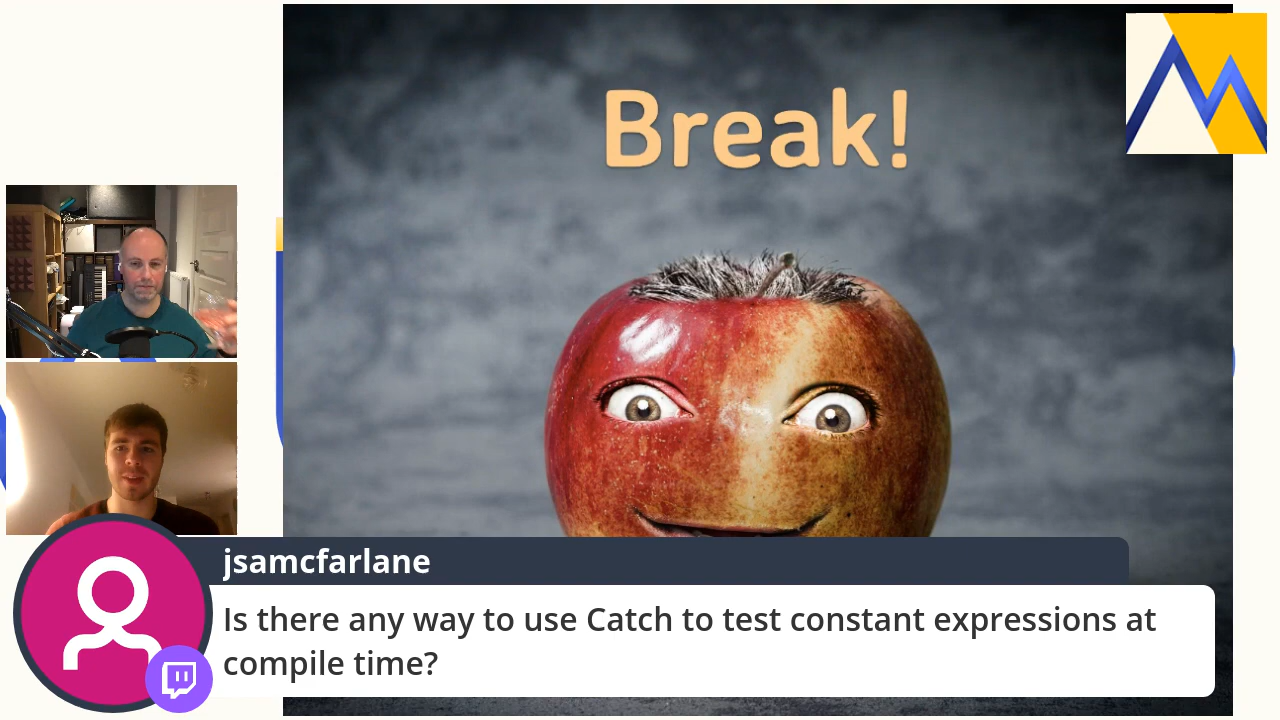 Break!
jsamcfarlane
Is there any way to use Catch to test constant expressions at
compile time?